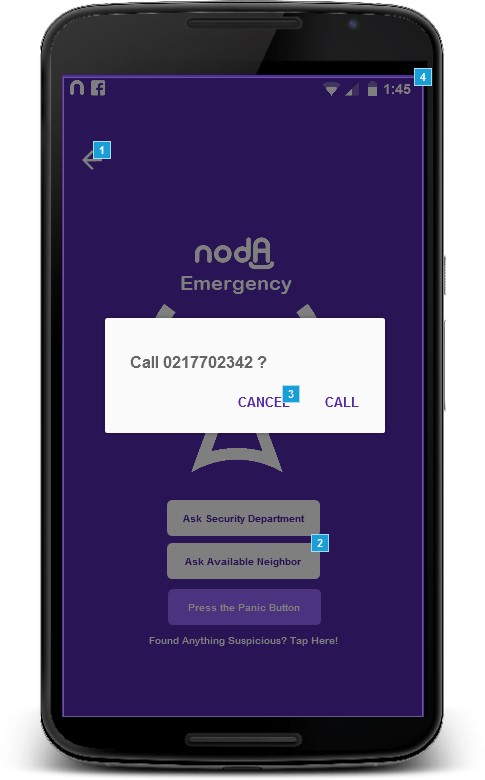 1:45
4
1
nodA
Emergency
Call 0217702342 ?
CANCEL 3 CALL
Ask Security Department
2
Ask Available Neighbor
Press the Panic Button
Found Anything Suspicious? Tap Here!